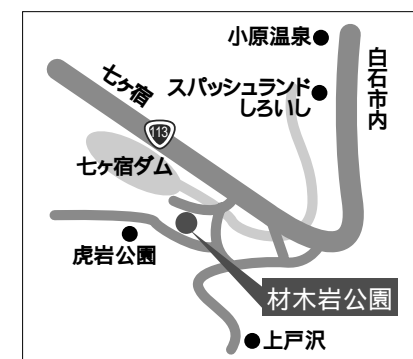 小原温泉
白石市内
スパッシュランド
しろいし
七ヶ宿
113
七ヶ宿ダム
虎岩公園
材木岩公園
上戸沢